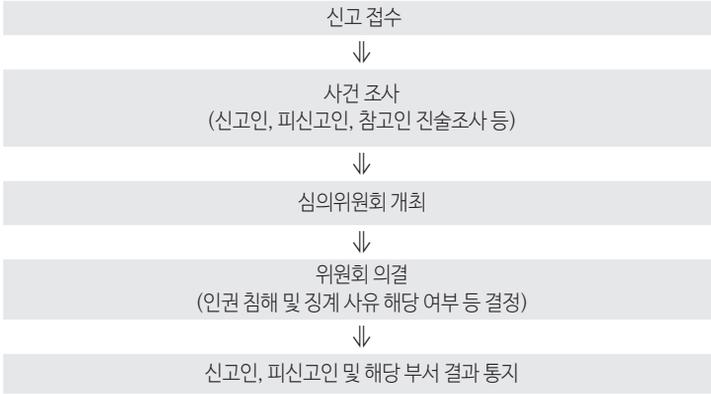 신고 접수
⇓
사건 조사
(신고인, 피신고인, 참고인 진술조사 등)
⇓
심의위원회 개최
⇓
위원회 의결
(인권 침해 및 징계 사유 해당 여부 등 결정)
⇓
신고인, 피신고인 및 해당 부서 결과 통지